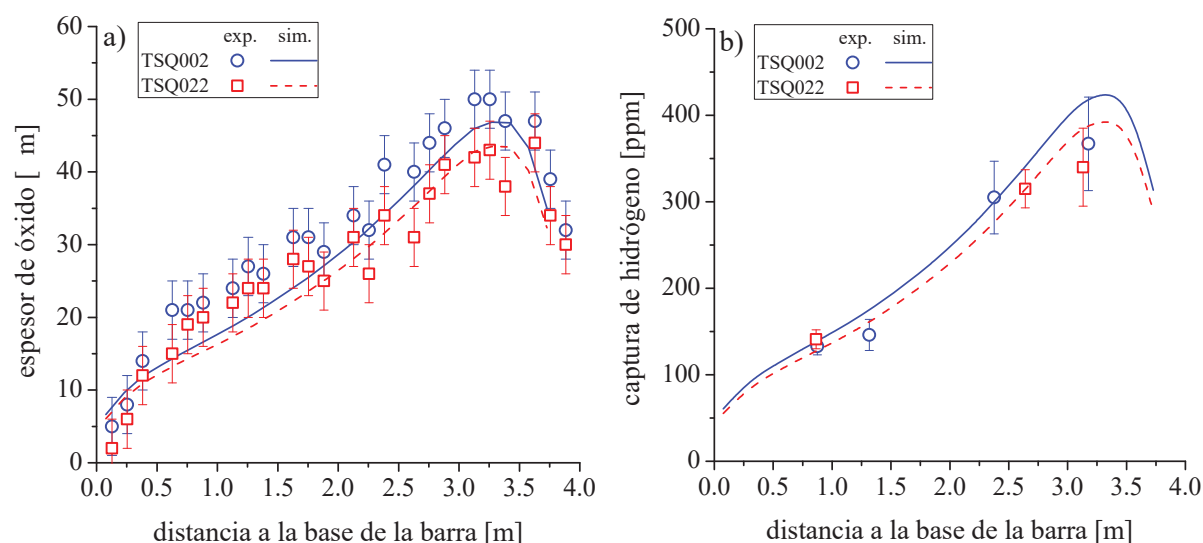 a)
exp. sim.
TSQ002
TSQ022
espesor de óxido [ m]
60
50
40
30
20
10
0
0.0 0.5 1.0 1.5 2.0 2.5 3.0 3.5 4.0
distancia a la base de la barra [m]
b)
exp. sim.
TSQ002
TSQ022
captura de hidrógeno [ppm]
500
400
300
200
100
0
0.0 0.5 1.0 1.5 2.0 2.5 3.0 3.5 4.0
distancia a la base de la barra [m]